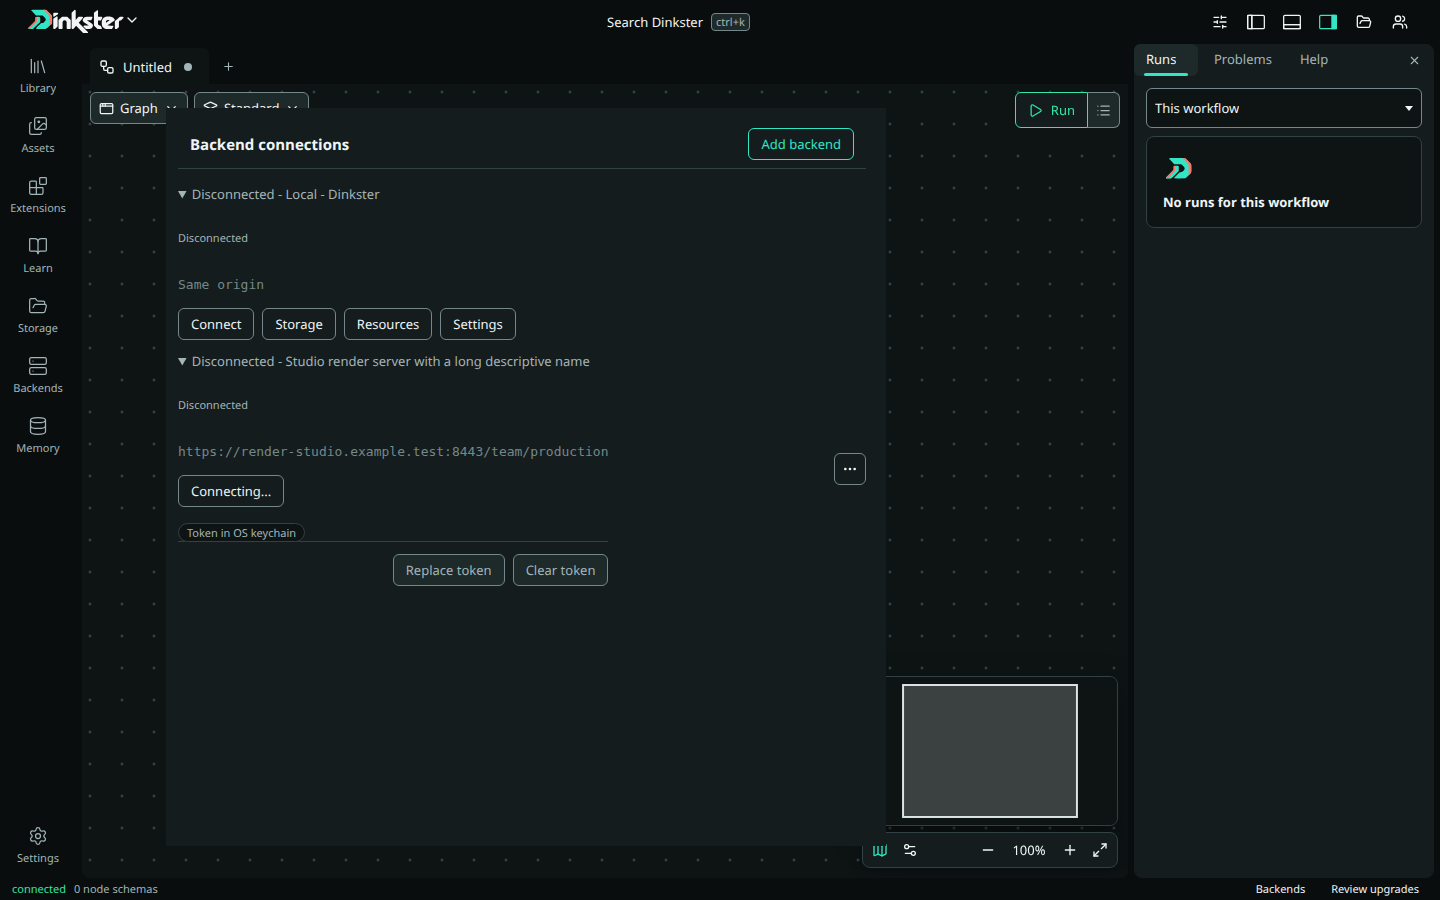 Dinkster
Search Dinkster ctrl+k
Library
Assets
Extensions
Learn
Storage
Backends
Memory
Settings
Untitled
Graph
Standard
Run
Backend connections
Add backend
Disconnected - Local - Dinkster
Disconnected
Same origin
Connect Storage Resources Settings
Disconnected - Studio render server with a long descriptive name
Disconnected
https://render-studio.example.test:8443/team/production
Connecting...
Token in OS keychain
Replace token Clear token
100%
Runs Problems Help
This workflow
No runs for this workflow
connected 0 node schemas
Backends Review upgrades